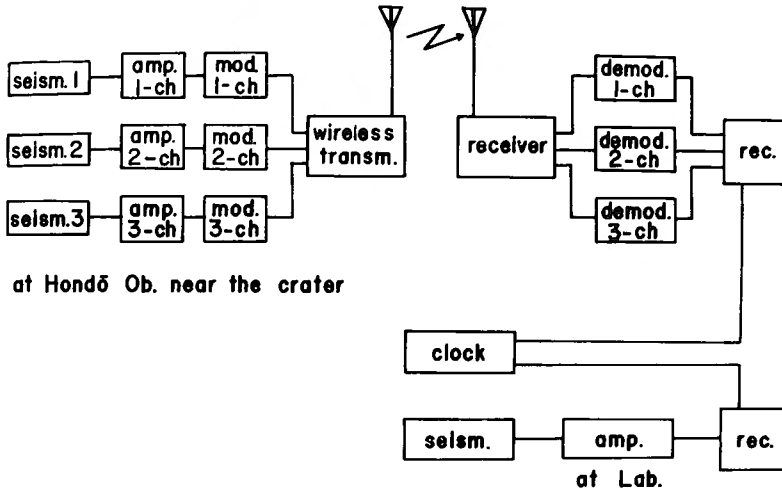 seism.1
amp.
1-ch
mod.
1-ch
seism.2
amp.
2-ch
mod.
2-ch
seism.3
amp.
3-ch
mod.
3-ch
wireless
transm.
receiver
demod.
1-ch
demod.
2-ch
demod.
3-ch
rec.
at Hondō Ob. near the crater
clock
seism.
amp.
rec.
at Lab.